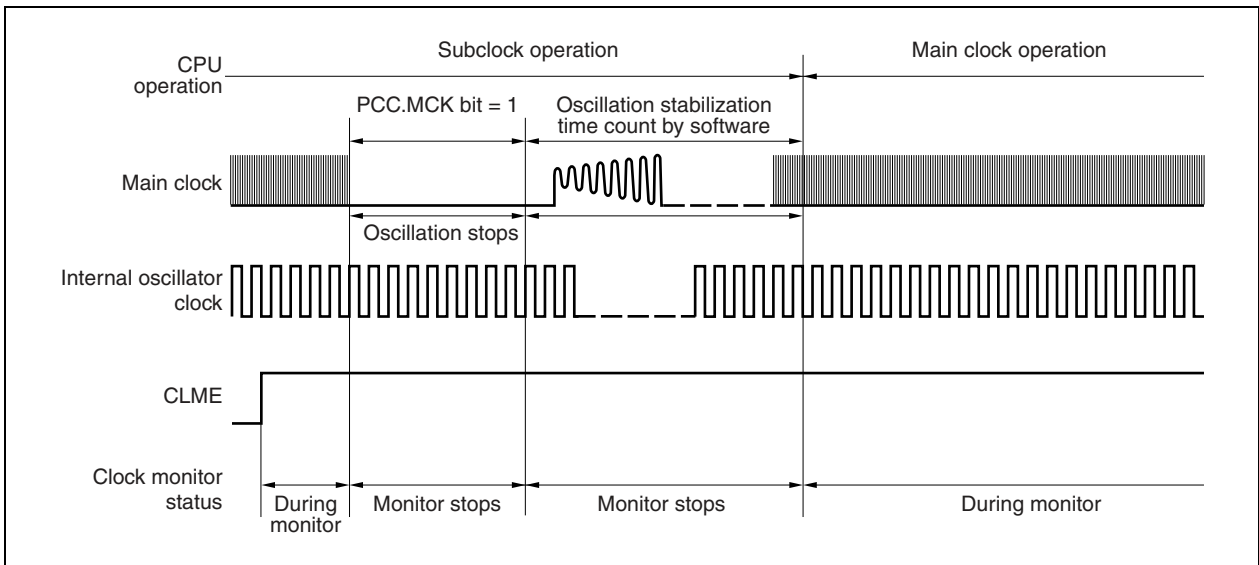 CPU
operation
Subclock operation
Main clock operation
PCC.MCK bit = 1
Oscillation stabilization
time count by software
Main clock
Oscillation stops
Internal oscillator
clock
CLME
Clock monitor
status
During
monitor
Monitor stops
Monitor stops
During monitor